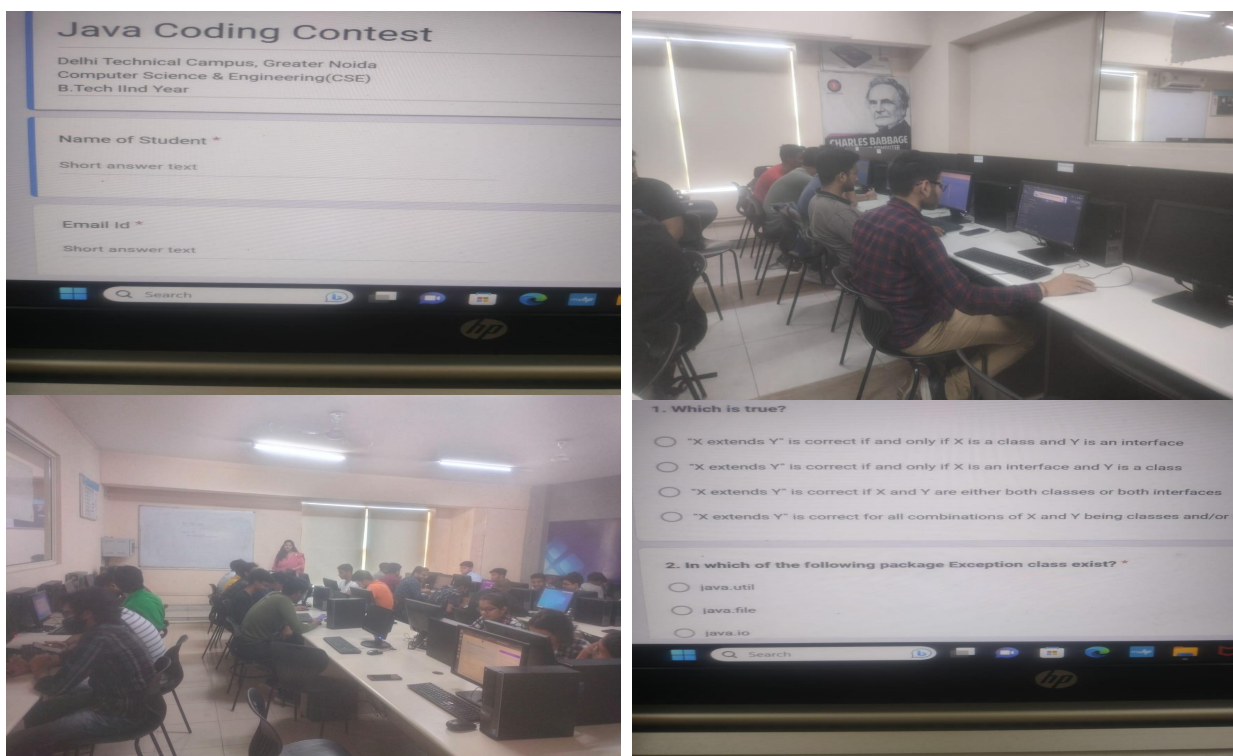 Java Coding Contest
Delhi Technical Campus, Greater Noida
Computer Science & Engineering(CSE)
B.Tech IInd Year
Name of Student *
Short answer text
Email Id *
Short answer text
Search
hp
CHARLES BABBAGE
1. Which is true?
"X extends Y" is correct if and only if X is a class and Y is an interface
"X extends Y" is correct if and only if X is an interface and Y is a class
"X extends Y" is correct if X and Y are either both classes or both interfaces
"X extends Y" is correct for all combinations of X and Y being classes and/or
2. In which of the following package Exception class exist? *
java.util
java.file
java.io
Search
hp